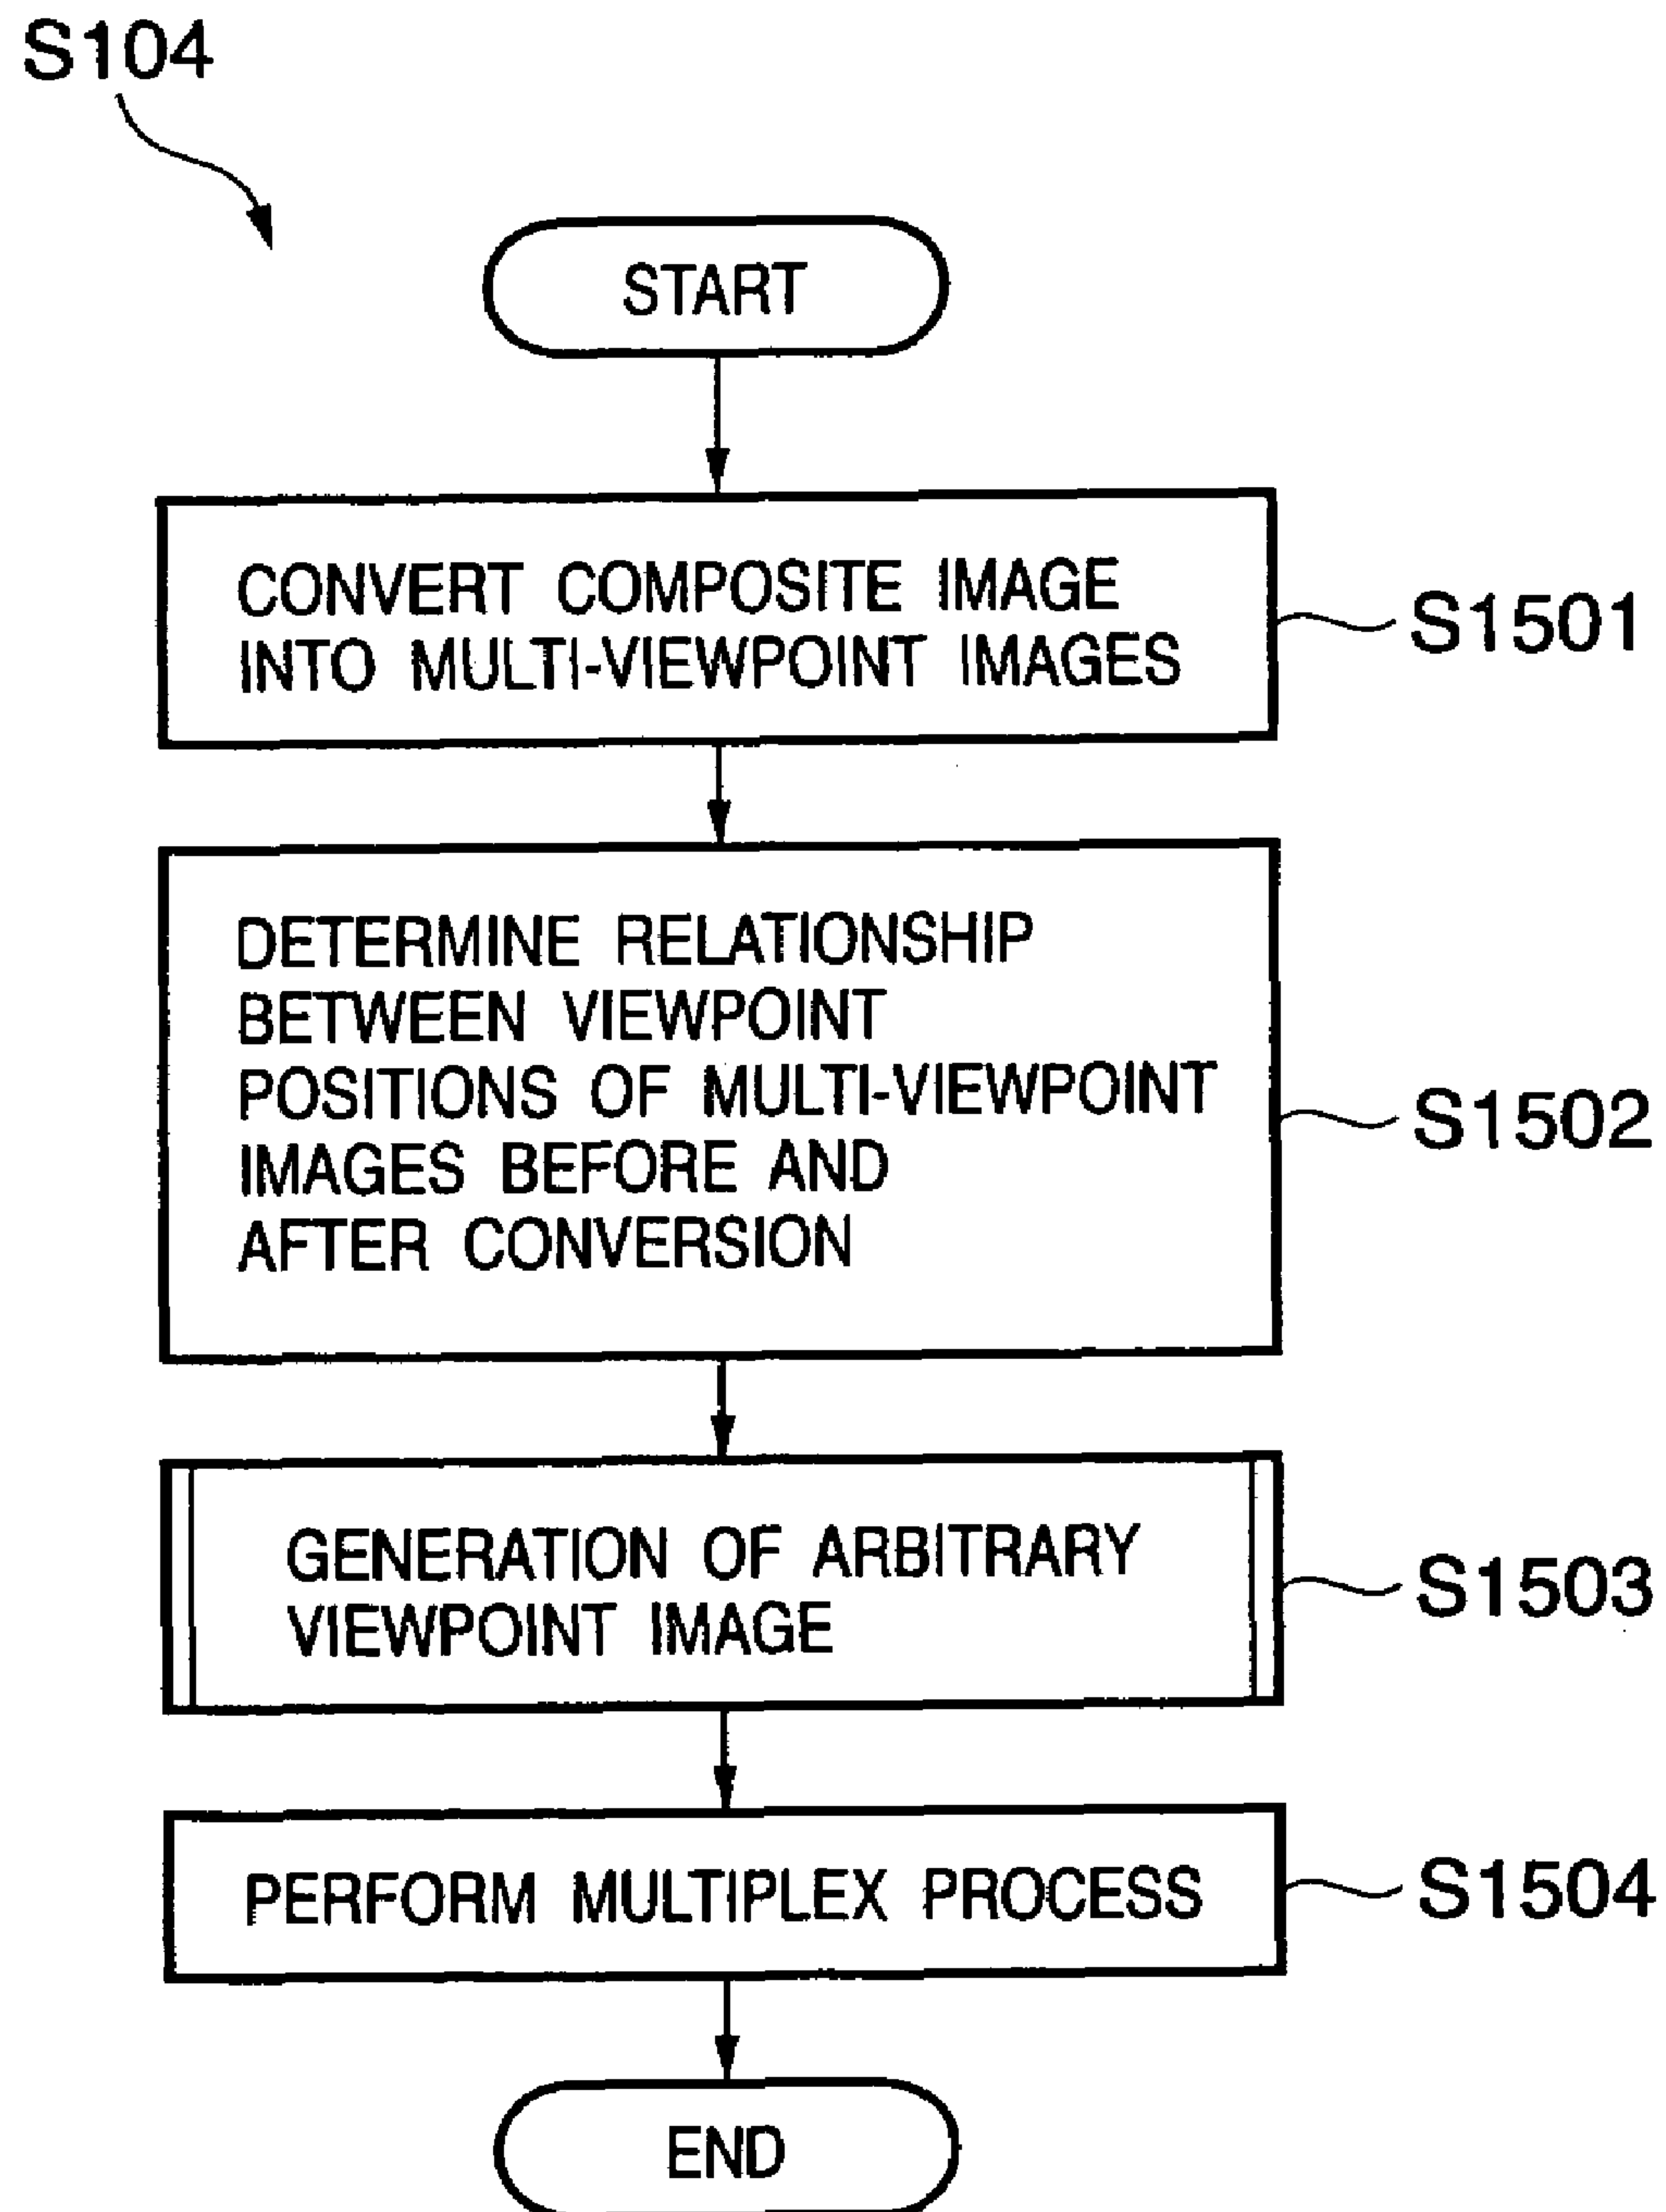 S104
START
CONVERT COMPOSITE IMAGE
INTO MULTI-VIEWPOINT IMAGES
S1501
DETERMINE RELATIONSHIP
BETWEEN VIEWPOINT
POSITIONS OF MULTI-VIEWPOINT
IMAGES BEFORE AND
AFTER CONVERSION
S1502
GENERATION OF ARBITRARY
VIEWPOINT IMAGE
S1503
PERFORM MULTIPLEX PROCESS
S1504
END